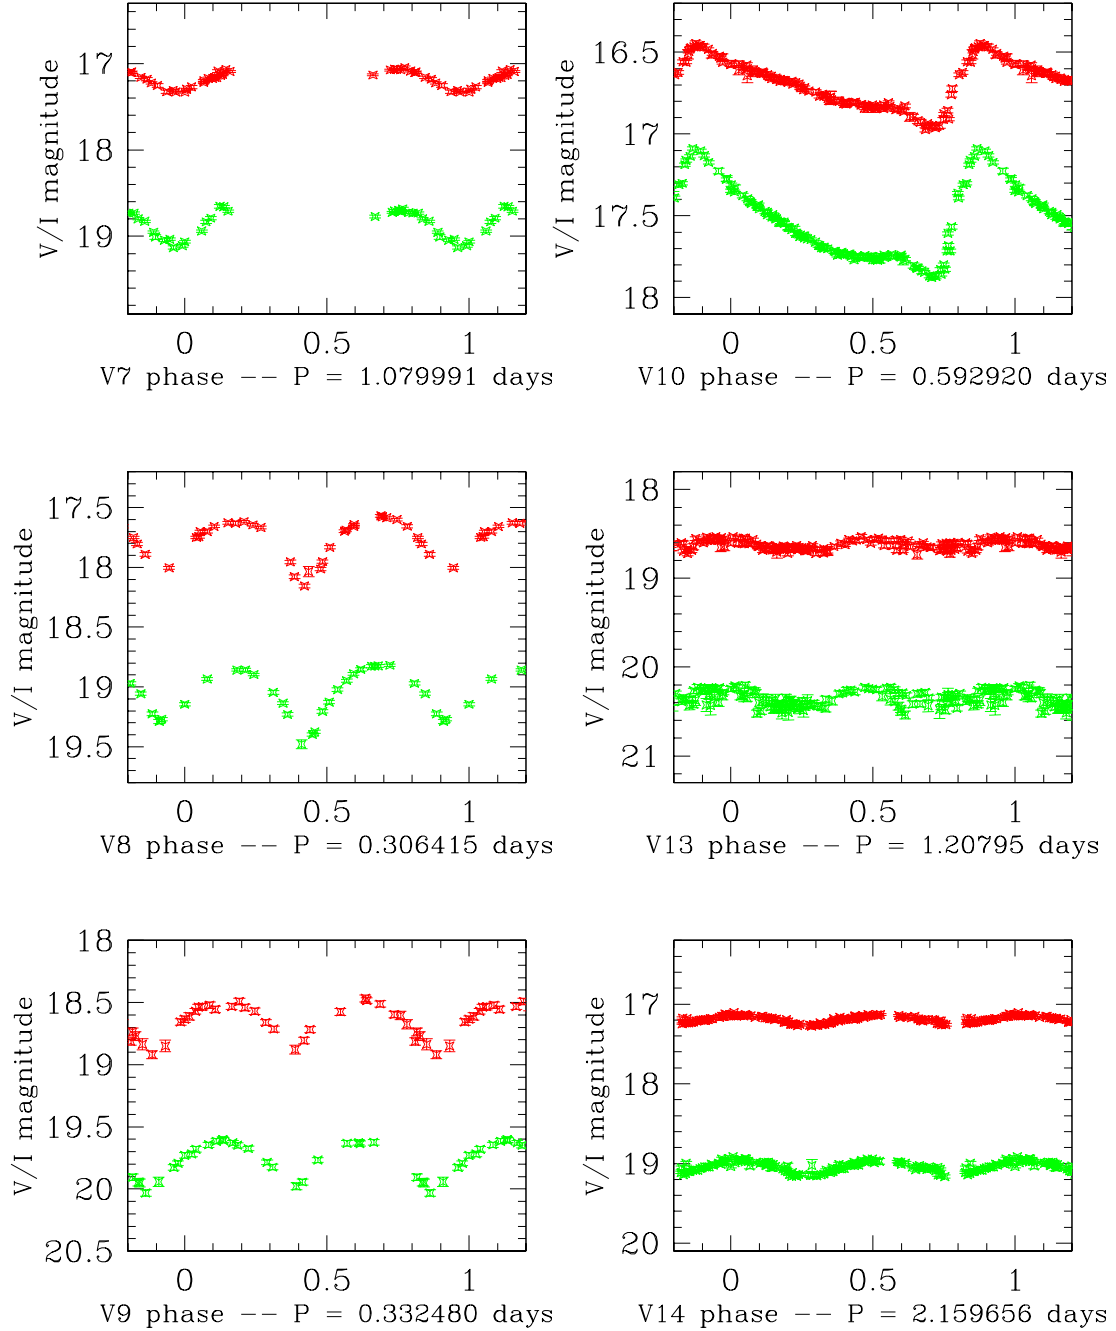 V/I magnitude
17
18
19
0 0.5 1
V7 phase -- P = 1.079991 days
V/I magnitude
16.5
17
17.5
18
0 0.5 1
V10 phase -- P = 0.592920 days
V/I magnitude
17.5
18
18.5
19
19.5
0 0.5 1
V8 phase -- P = 0.306415 days
V/I magnitude
18
19
20
21
0 0.5 1
V13 phase -- P = 1.20795 days
V/I magnitude
18
18.5
19
19.5
20
20.5
0 0.5 1
V9 phase -- P = 0.332480 days
V/I magnitude
17
18
19
20
0 0.5 1
V14 phase -- P = 2.159656 days